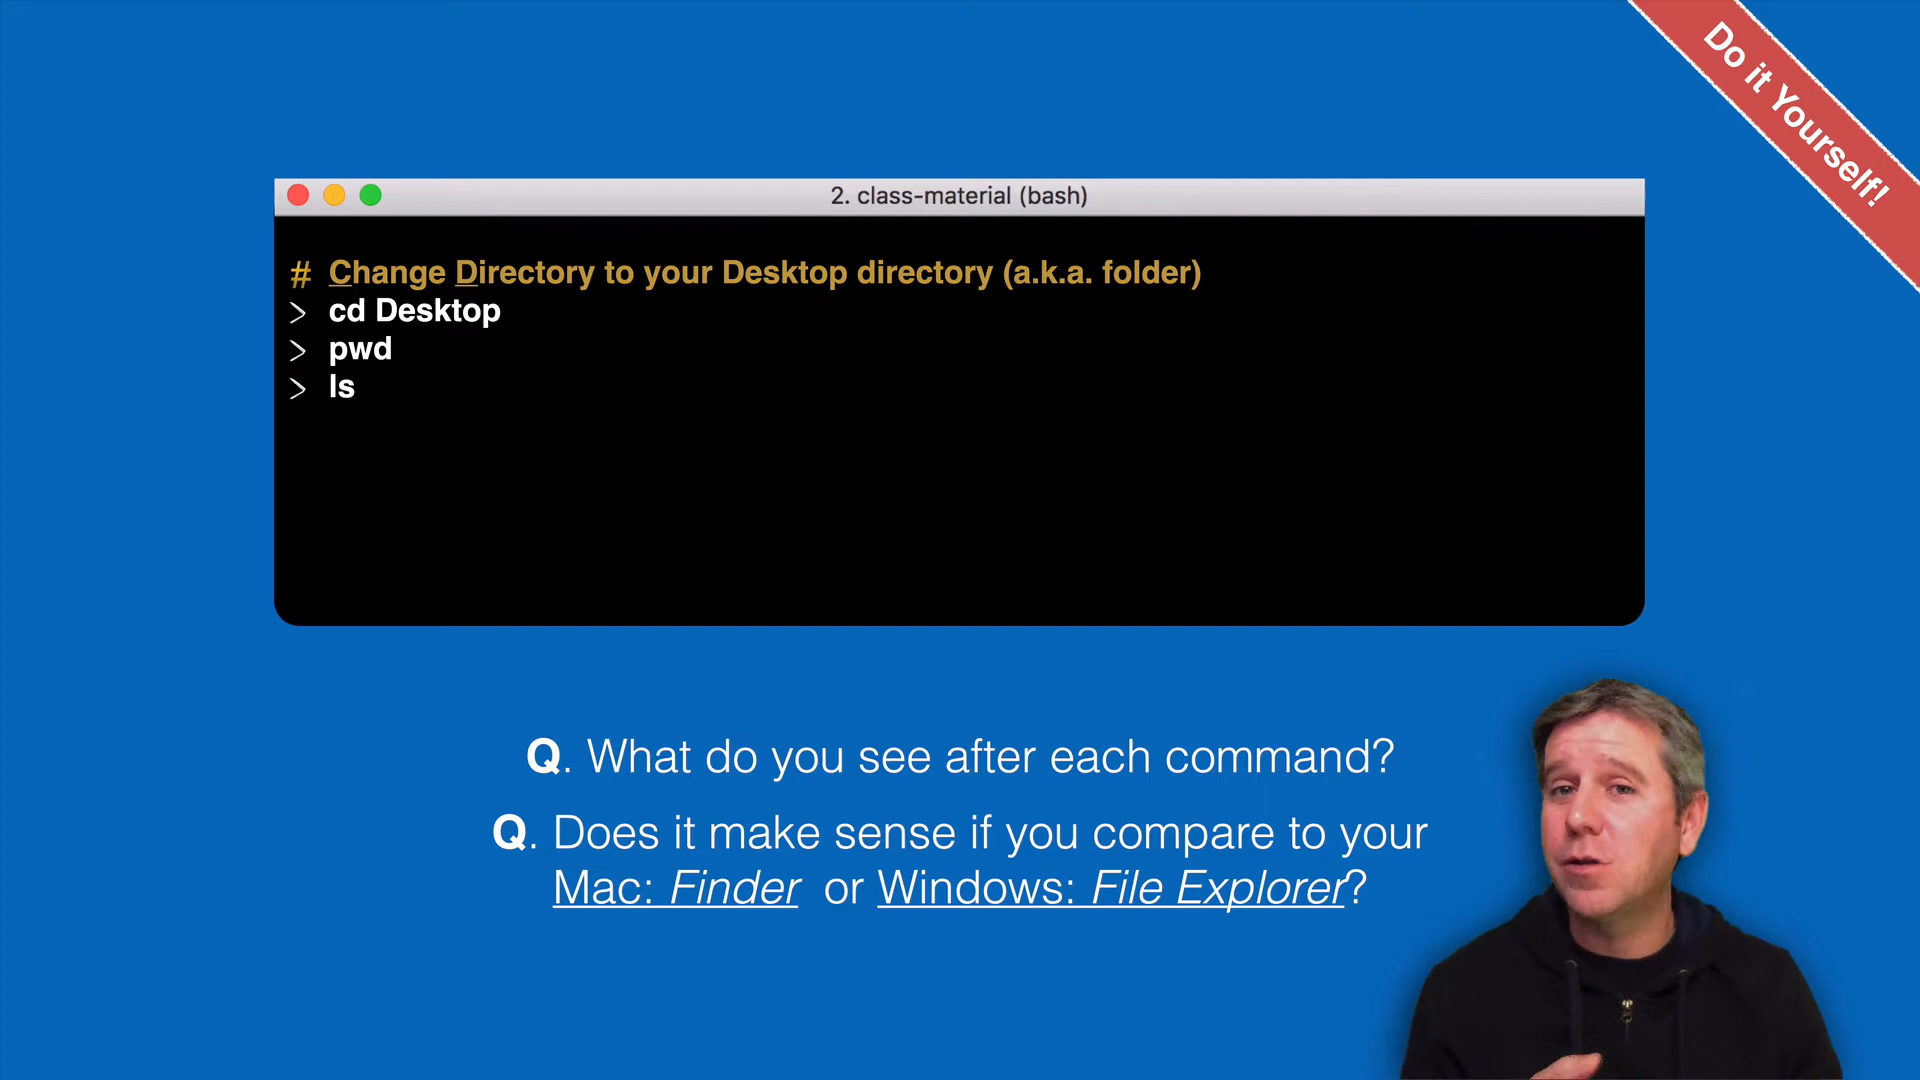 Do it Yourself!
2. class-material (bash)
# Change Directory to your Desktop directory (a.k.a. folder)
> cd Desktop
> pwd
> ls
Q. What do you see after each command?
Q. Does it make sense if you compare to your
Mac: Finder or Windows: File Explorer?